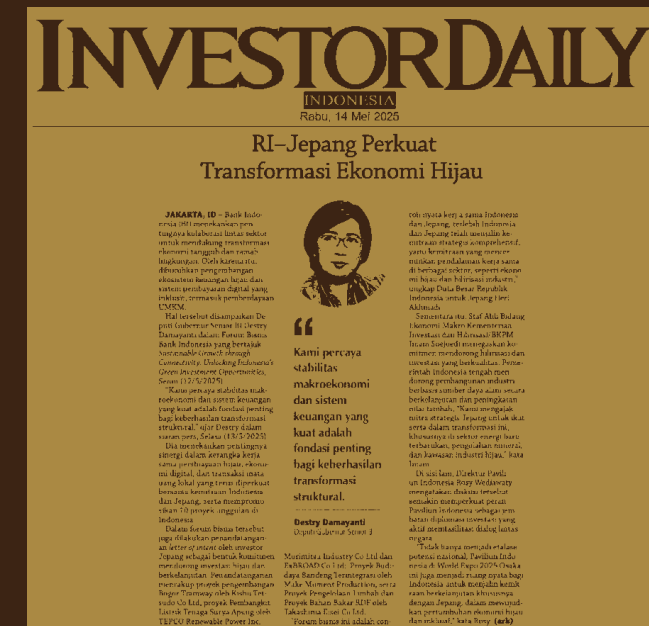 INVESTORDAILY
INDONESIA
Rabu, 14 Mei 2025
RI–Jepang Perkuat
Transformasi Ekonomi Hijau
JAKARTA, ID – Bank Indo-
nesia (BI) menekankan pen-
tingnya kolaborasi lintas sektor
untuk mendukung transformasi
ekonomi tangguh dan ramah
lingkungan. Oleh karena itu,
dibutuhkan pengembangan
ekosistem keuangan hijau dan
sistem pembayaran digital yang
inklusif, termasuk pemberdayaan
UMKM.
Hal tersebut disampaikan De-
puti Gubernur Senior BI Destry
Damayanti dalam Forum Bisnis
Bank Indonesia yang bertajuk
Sustainable Growth through
Connectivity: Unlocking Indonesia's
Green Investment Opportunities,
Senin (12/5/2025)
"Kami percaya stabilitas mak-
roekonomi dan sistem keuangan
yang kuat adalah fondasi penting
bagi keberhasilan transformasi
struktural," ujar Destry dalam
siaran pers, Selasa (13/5/2025)
Dia menekankan pentingnya
sinergi dalam kerangka kerja
sama pembiayaan hijau, ekono-
mi digital, dan transaksi mata
uang lokal yang terus diperkuat
bersama kemitraan Indonesia
dan Jepang, serta mempromo
sikan 70 proyek unggulan di
Indonesia
Dalam forum bisnis tersebut
juga dilakukan penandatangan-
an letter of intent oleh investor
Jepang sebagai bentuk komitmen
mendorong investasi hijau dan
berkelanjutan. Penandatanganan
mencakup proyek pengembangan
Bogor Tramway oleh Kisha Tet-
sudo Co Ltd, proyek Pembangkit
Listrik Tenaga Surya Apung oleh
TEPCO Renewable Power Inc,
“
Kami percaya
stabilitas
makroekonomi
dan sistem
keuangan yang
kuat adalah
fondasi penting
bagi keberhasilan
transformasi
struktural.
Destry Damayanti
Deputi Gubernur Senior BI
Morimitsu Industry Co Ltd dan
ExBROAD Co Ltd; Proyek Budi-
daya Bandeng Terintegrasi oleh
Make Moment Production, serta
Proyek Pengelolaan Limbah dan
Proyek Bahan Bakar RDF oleh
Takashima Eisei Co Ltd.
"Forum bisnis ini adalah con-
toh nyata kerja sama Indonesia
dan Jepang, terlebih Indonesia
dan Jepang telah menjalin ke-
mitraan strategis komprehensif,
yaitu kemitraan yang mencer-
minkan pendalaman kerja sama
di berbagai sektor, seperti ekono
mi hijau dan hilirisasi industri,"
ungkap Duta Besar Republik
Indonesia untuk Jepang Heri
Akhmadi
Sementara itu, Staf Ahli Bidang
Ekonomi Makro Kementerian
Investasi dan Hilirisasi/BKPM
Imam Soejoedi menegaskan ko-
mitmen mendorong hilirisasi dan
investasi yang berkualitas. Peme-
rintah Indonesia tengah men
dorong pembangunan industri
berbasis sumber daya alam secara
berkelanjutan dan peningkatan
nilai tambah, "Kami mengajak
mitra strategis Jepang untuk ikut
serta dalam transformasi ini,
khususnya di sektor energi baru
terbarukan, pengolahan mineral,
dan kawasan industri hijau," kata
Imam
Di sisi lain, Direktur Pavili-
un Indonesia Rosy Wediawaty
mengatakan diskusi tersebut
semakin memperkuat peran
Paviliun Indonesia sebagai jem
batan diplomasi investasi yang
aktif memfasilitasi dialog lintas
negara
"Tidak hanya menjadi etalase
potensi nasional, Paviliun Indo-
nesia di World Expo 2025 Osaka
ini juga menjadi ruang nyata bagi
Indonesia untuk menjalin kemit
raan berkelanjutan khususnya
dengan Jepang, dalam mewujud-
kan pertumbuhan ekonomi hijau
dan inklusif," kata Rosy. (ark)